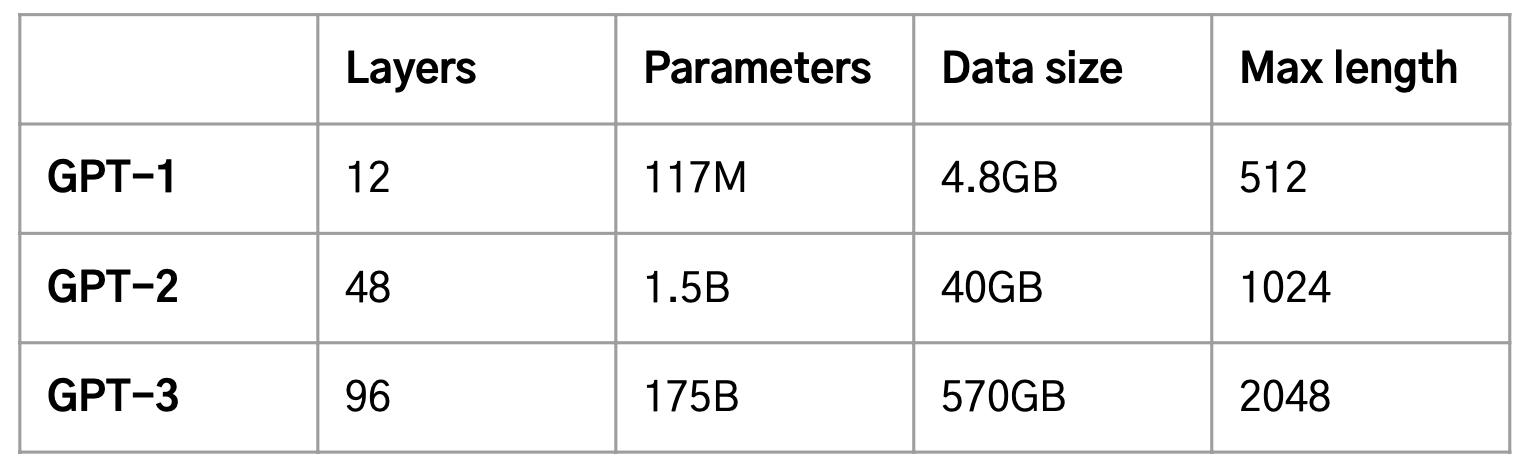 Layers Parameters Data size Max length
GPT-1 12 117M 4.8GB 512
GPT-2 48 1.5B 40GB 1024
GPT-3 96 175B 570GB 2048